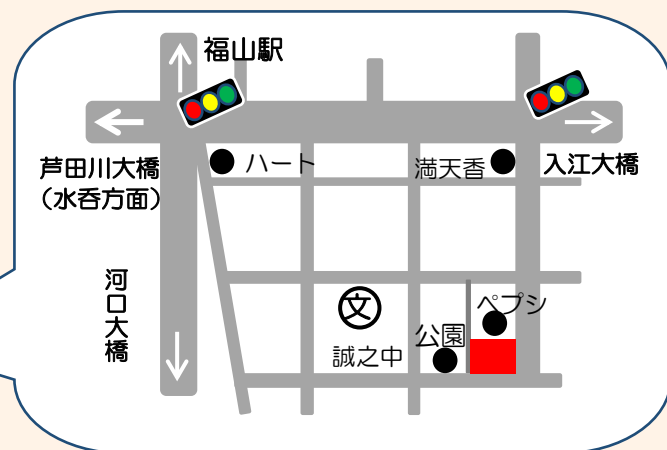 福山駅
芦田川大橋
（水呑方面）
ハート
満天香
入江大橋
河口大橋
文
誠之中
公園
ペプシ